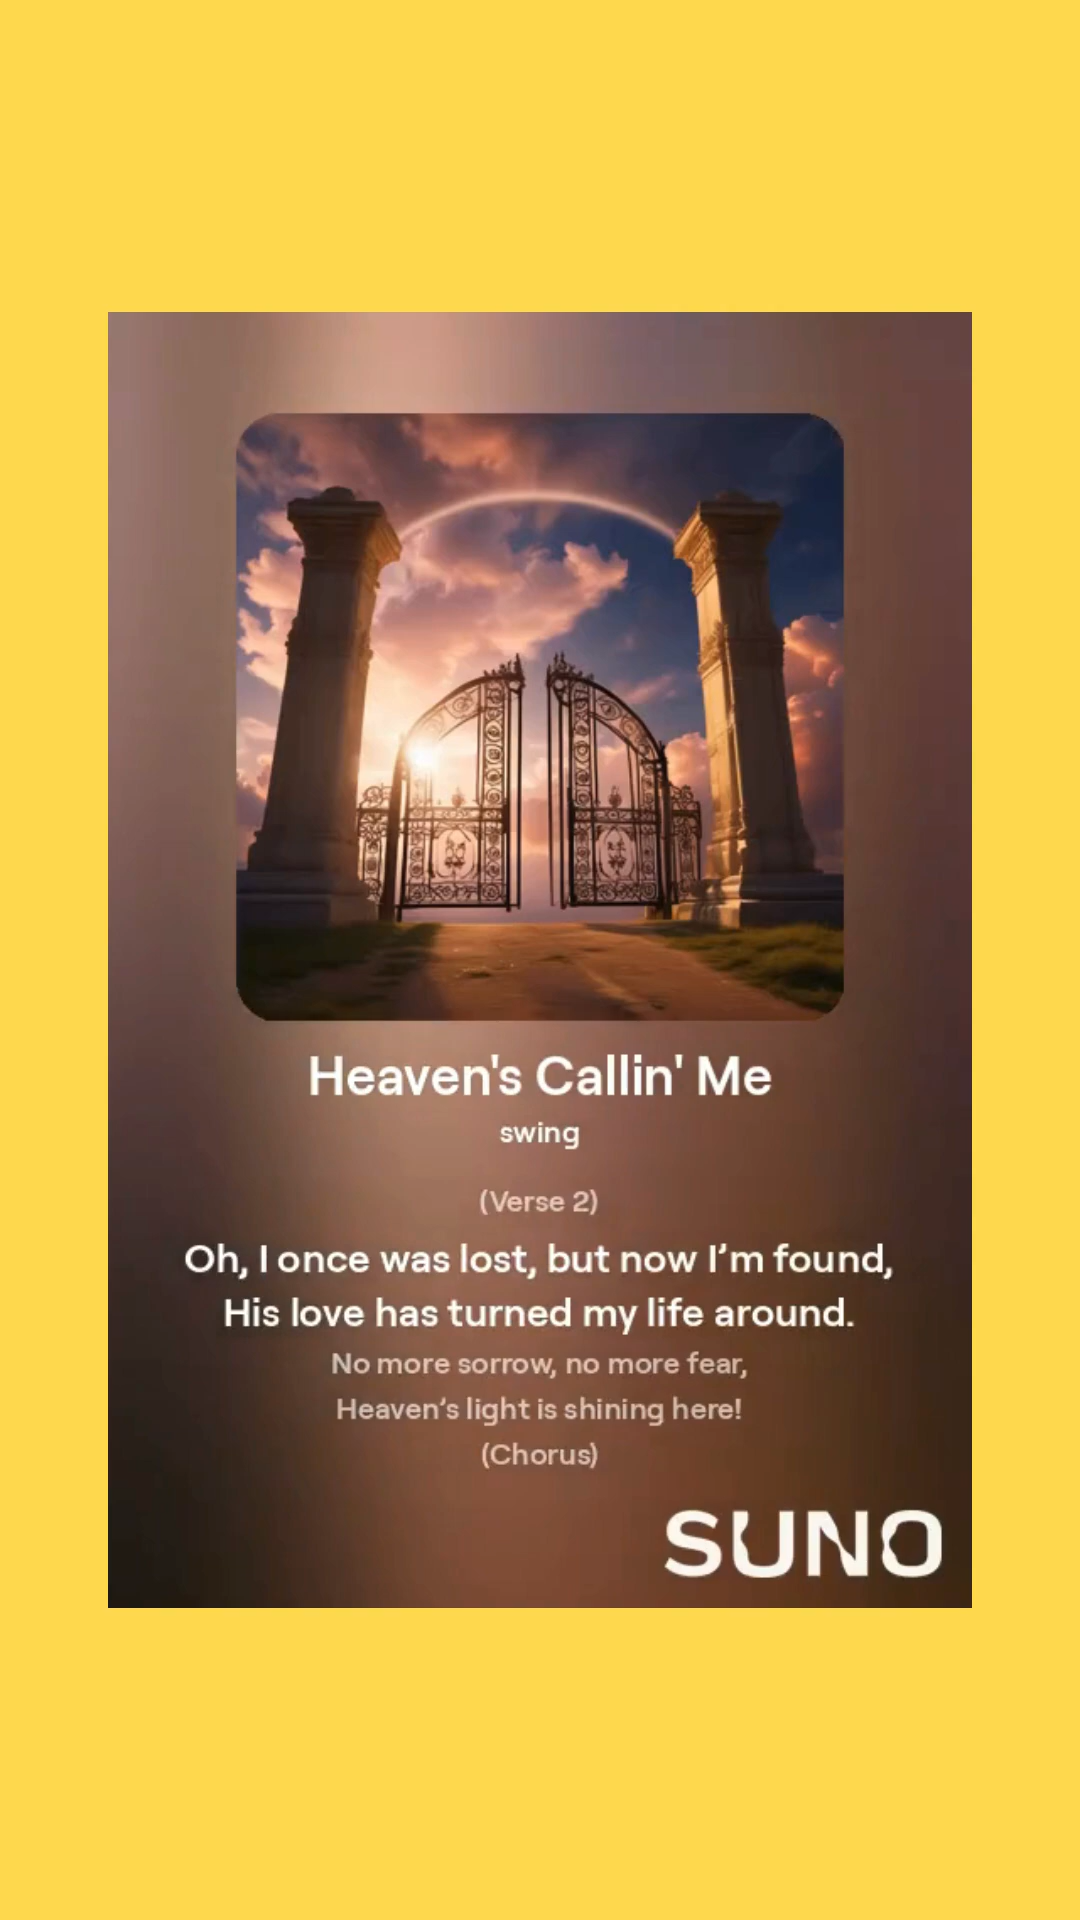 Heaven's Callin' Me
swing
(Verse 2)
Oh, I once was lost, but now I’m found,
His love has turned my life around.
No more sorrow, no more fear,
Heaven’s light is shining here!
(Chorus)
SUNO